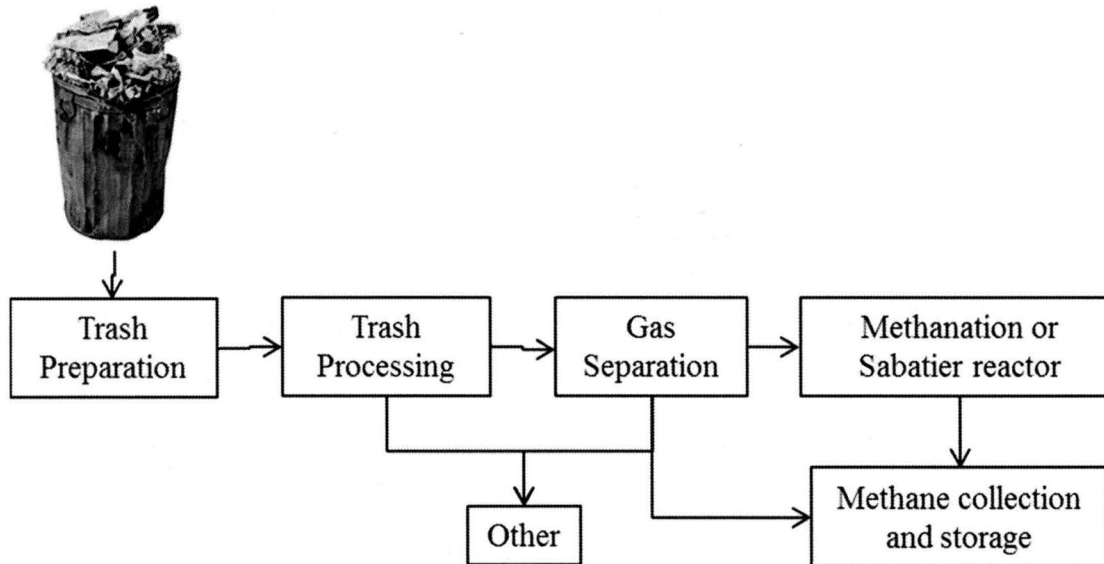 Trash
Preparation
Trash
Processing
Gas
Separation
Methanation or
Sabatier reactor
Other
Methane collection
and storage